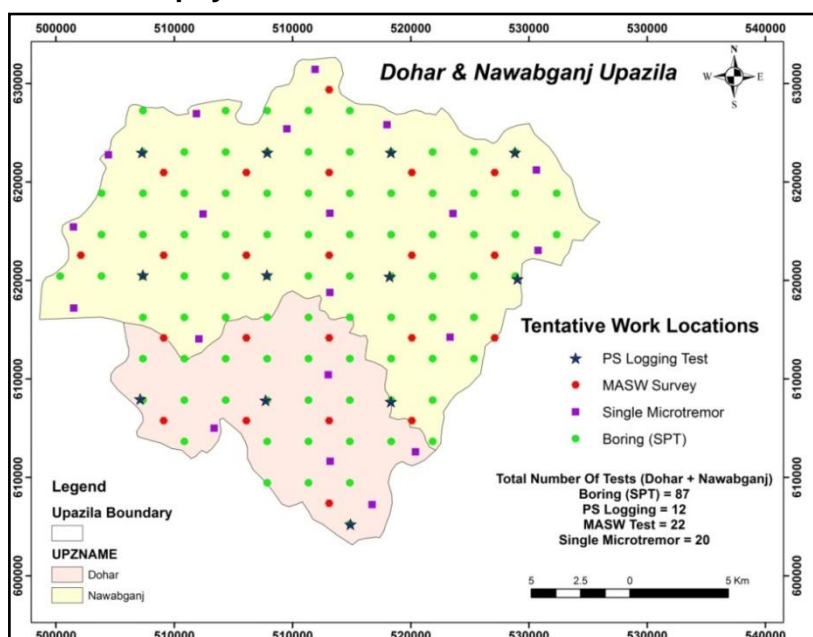 500000 510000 510000 520000 530000 540000
Dohar & Nawabganj Upazila
N
W E
S
630000 630000
620000 620000
620000 620000
610000 610000
610000 610000
600000 600000
Tentative Work Locations
PS Logging Test
MASW Survey
Single Microtremor
Boring (SPT)
Total Number Of Tests (Dohar + Nawabganj)
Boring (SPT) = 87
PS Logging = 12
MASW Test = 22
Single Microtremor = 20
Legend
Upazila Boundary
UPZNAME
Dohar
Nawabganj
5 2.5 0 5 Km
500000 510000 510000 520000 530000 540000